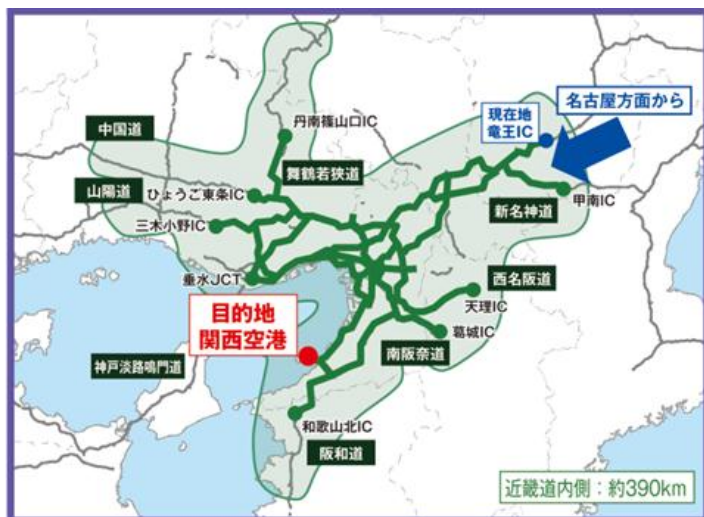 名古屋方面から
現在地
竜王IC
丹南篠山口IC
中国道
舞鶴若狭道
山陽道
ひょうご東条IC
甲南IC
新名神道
三木小野IC
西名阪道
垂水JCT
天理IC
目的地
関西空港
葛城IC
南阪奈道
神戸淡路鳴門道
和歌山北IC
阪和道
近畿道内側:約390km